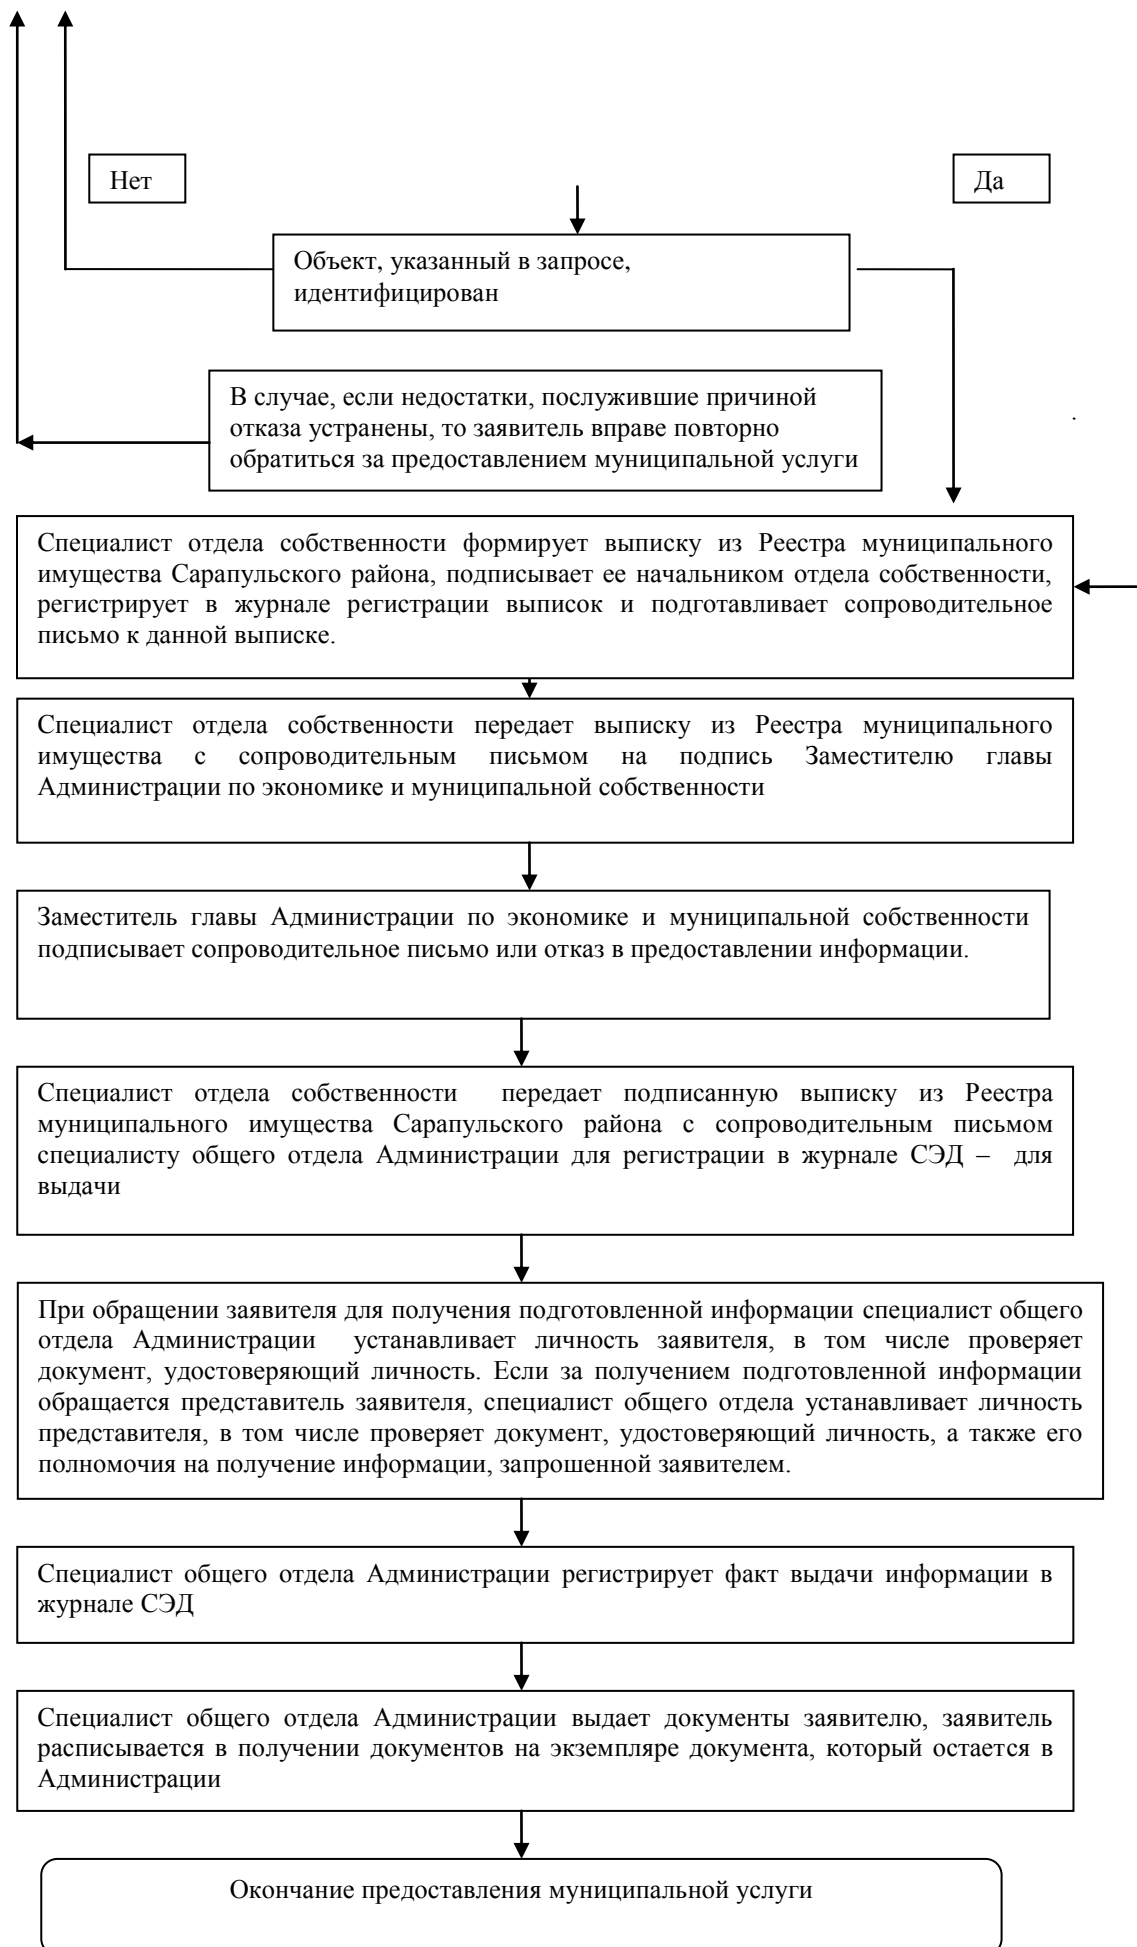 Нет
Да
Объект, указанный в запросе,
идентифицирован
В случае, если недостатки, послужившие причиной
отказа устранены, то заявитель вправе повторно
обратиться за предоставлением муниципальной услуги
.
Специалист отдела собственности формирует выписку из Реестра муниципального
имущества Сарапульского района, подписывает ее начальником отдела собственности,
регистрирует в журнале регистрации выписок и подготавливает сопроводительное
письмо к данной выписке.
Специалист отдела собственности передает выписку из Реестра муниципального
имущества с сопроводительным письмом на подпись Заместителю главы
Администрации по экономике и муниципальной собственности
Заместитель главы Администрации по экономике и муниципальной собственности
подписывает сопроводительное письмо или отказ в предоставлении информации.
Специалист отдела собственности передает подписанную выписку из Реестра
муниципального имущества Сарапульского района с сопроводительным письмом
специалисту общего отдела Администрации для регистрации в журнале СЭД – для
выдачи
При обращении заявителя для получения подготовленной информации специалист общего
отдела Администрации устанавливает личность заявителя, в том числе проверяет
документ, удостоверяющий личность. Если за получением подготовленной информации
обращается представитель заявителя, специалист общего отдела устанавливает личность
представителя, в том числе проверяет документ, удостоверяющий личность, а также его
полномочия на получение информации, запрошенной заявителем.
Специалист общего отдела Администрации регистрирует факт выдачи информации в
журнале СЭД
Специалист общего отдела Администрации выдает документы заявителю, заявитель
расписывается в получении документов на экземпляре документа, который остается в
Администрации
Окончание предоставления муниципальной услуги